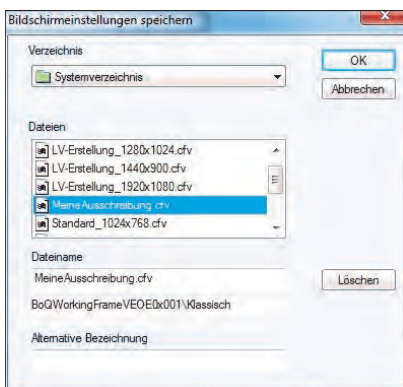 Bildschirmeinstellungen speichern
Verzeichnis
Systemverzeichnis
OK
Abbrechen
Dateien
LV-Erstellung_1280x1024.cfv
LV-Erstellung_1440x900.cfv
LV-Erstellung_1920x1080.cfv
MeineAusschreibung.cfv
Standard_1024x768.cfv
Dateiname
MeineAusschreibung.cfv
Löschen
BoQWorkingFrameVEOE0x001\Klassisch
Alternative Bezeichnung